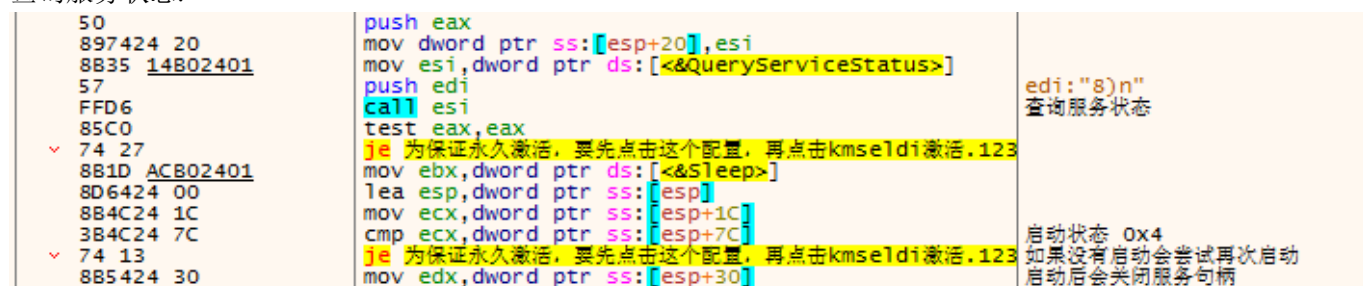 50 push eax
897424 20 mov dword ptr ss:[esp+20],esi
8B35 14B02401 mov esi,dword ptr ds:[<&QueryServiceStatus>]
57 push edi edi:"8)n"
FFD6 call esi 查询服务状态
85C0 test eax,eax
74 27 je 为保证永久激活，要先点击这个配置，再点击kmseldi激活.123
8B1D ACB02401 mov ebx,dword ptr ds:[<&Sleep>]
8D6424 00 lea esp,dword ptr ss:[esp]
8B4C24 1C mov ecx,dword ptr ss:[esp+1C]
3B4C24 7C cmp ecx,dword ptr ss:[esp+7C] 启动状态 0x4
74 13 je 为保证永久激活，要先点击这个配置，再点击kmseldi激活.123 如果没有启动会尝试再次启动
8B5424 30 mov edx,dword ptr ss:[esp+30] 启动后会关闭服务句柄